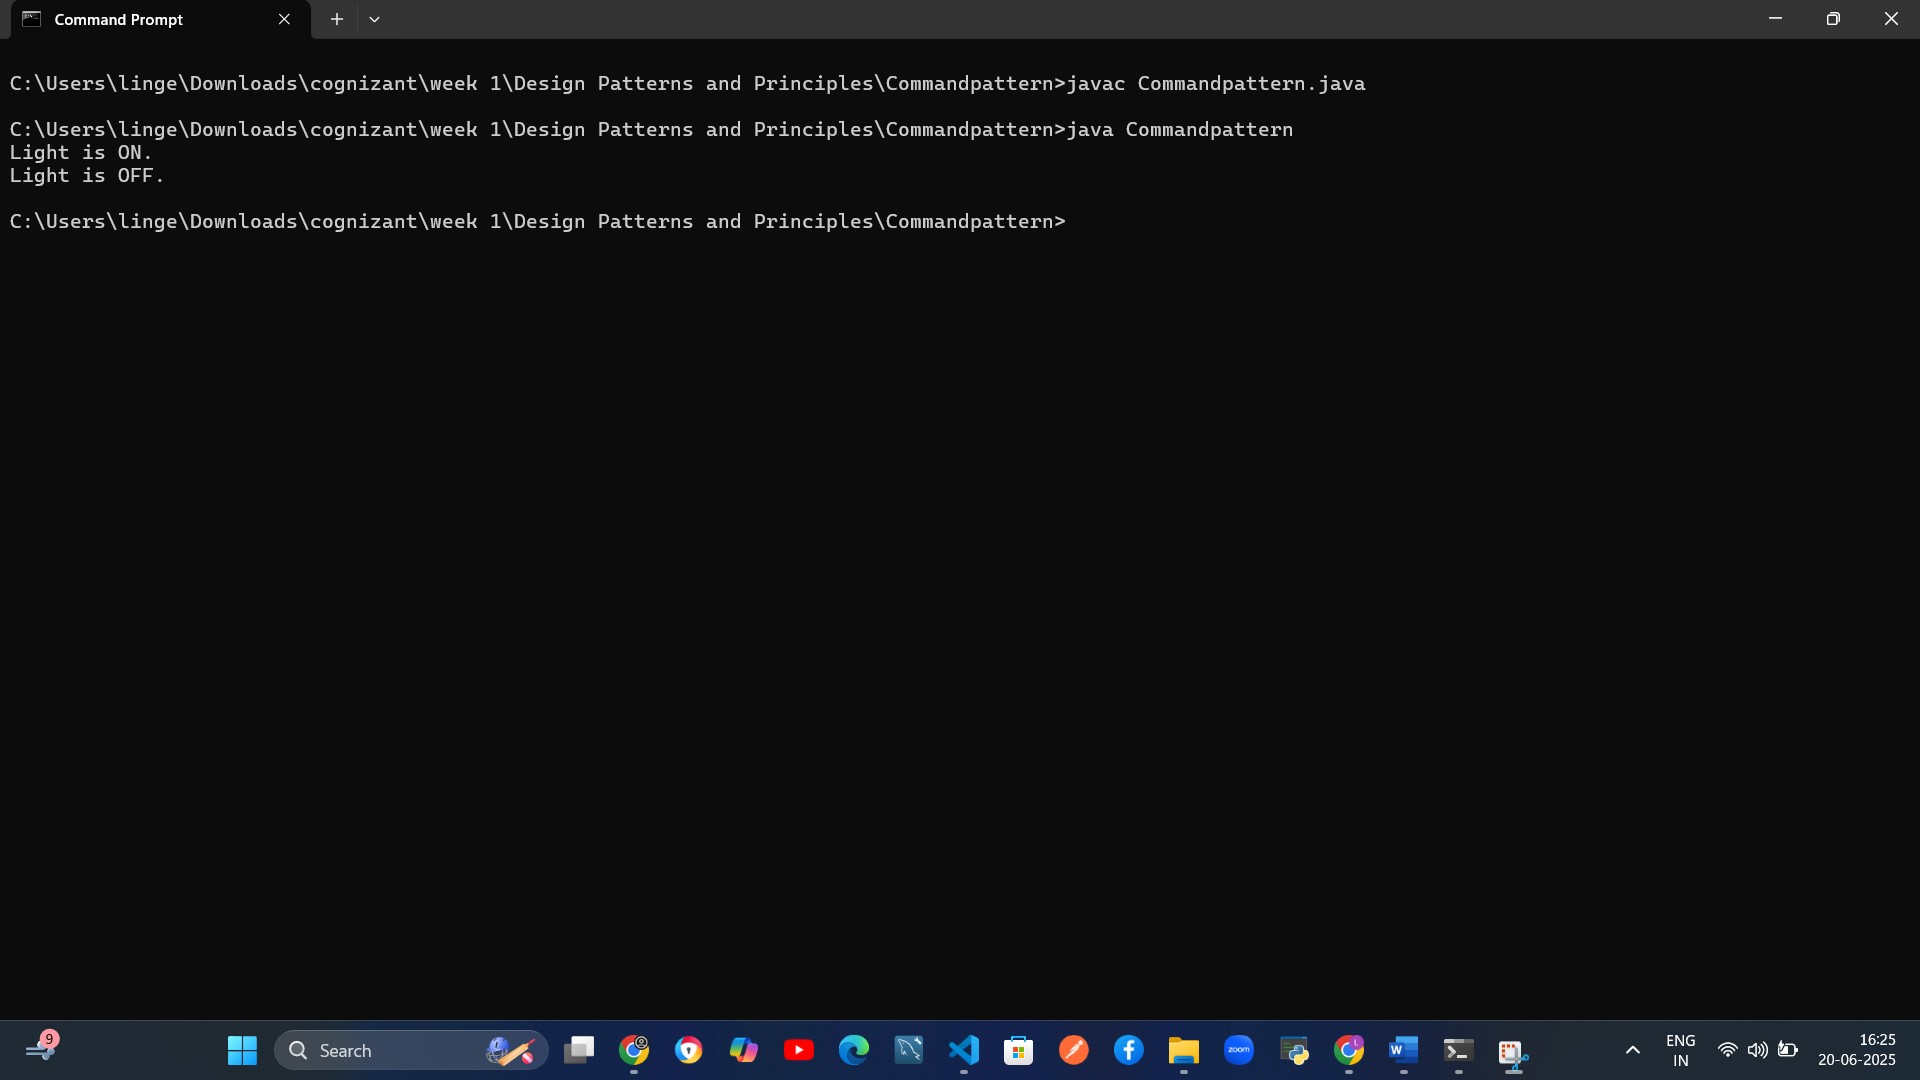 Command Prompt
C:\Users\linge\Downloads\cognizant\week 1\Design Patterns and Principles\Commandpattern>javac Commandpattern.java
C:\Users\linge\Downloads\cognizant\week 1\Design Patterns and Principles\Commandpattern>java Commandpattern
Light is ON.
Light is OFF.
C:\Users\linge\Downloads\cognizant\week 1\Design Patterns and Principles\Commandpattern>
9
Search
zoom
L
W
ENG
IN
16:25
20-06-2025